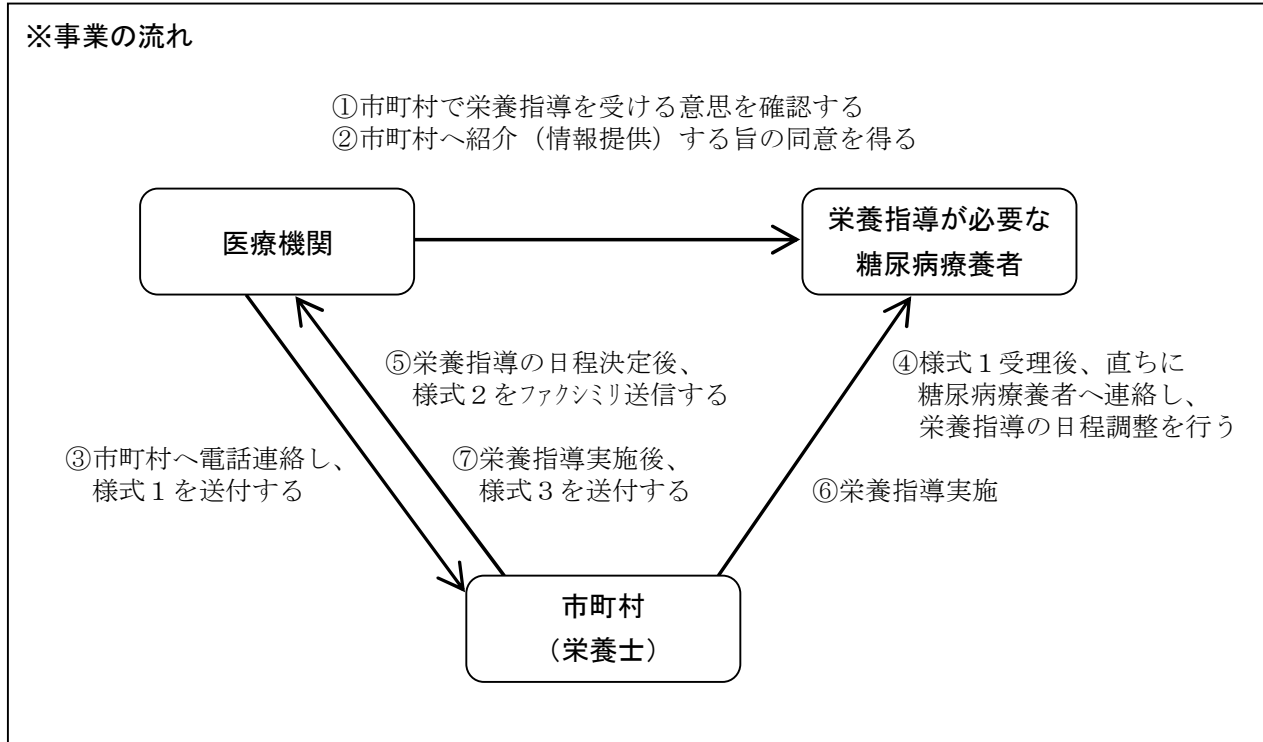 ※事業の流れ
①市町村で栄養指導を受ける意思を確認する
②市町村へ紹介（情報提供）する旨の同意を得る
医療機関
栄養指導が必要な
糖尿病療養者
⑤栄養指導の日程決定後、
様式２をファクシミリ送信する
④様式１受理後、直ちに
糖尿病療養者へ連絡し、
栄養指導の日程調整を行う
③市町村へ電話連絡し、
様式１を送付する
⑦栄養指導実施後、
様式３を送付する
⑥栄養指導実施
市町村
（栄養士）